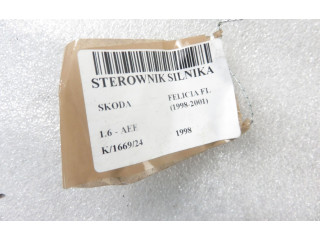 STEROWNIK SILNIKA
SKODA FELICIA FL
(1998-2001)
1.6 - AEE 1998
K/1669/24